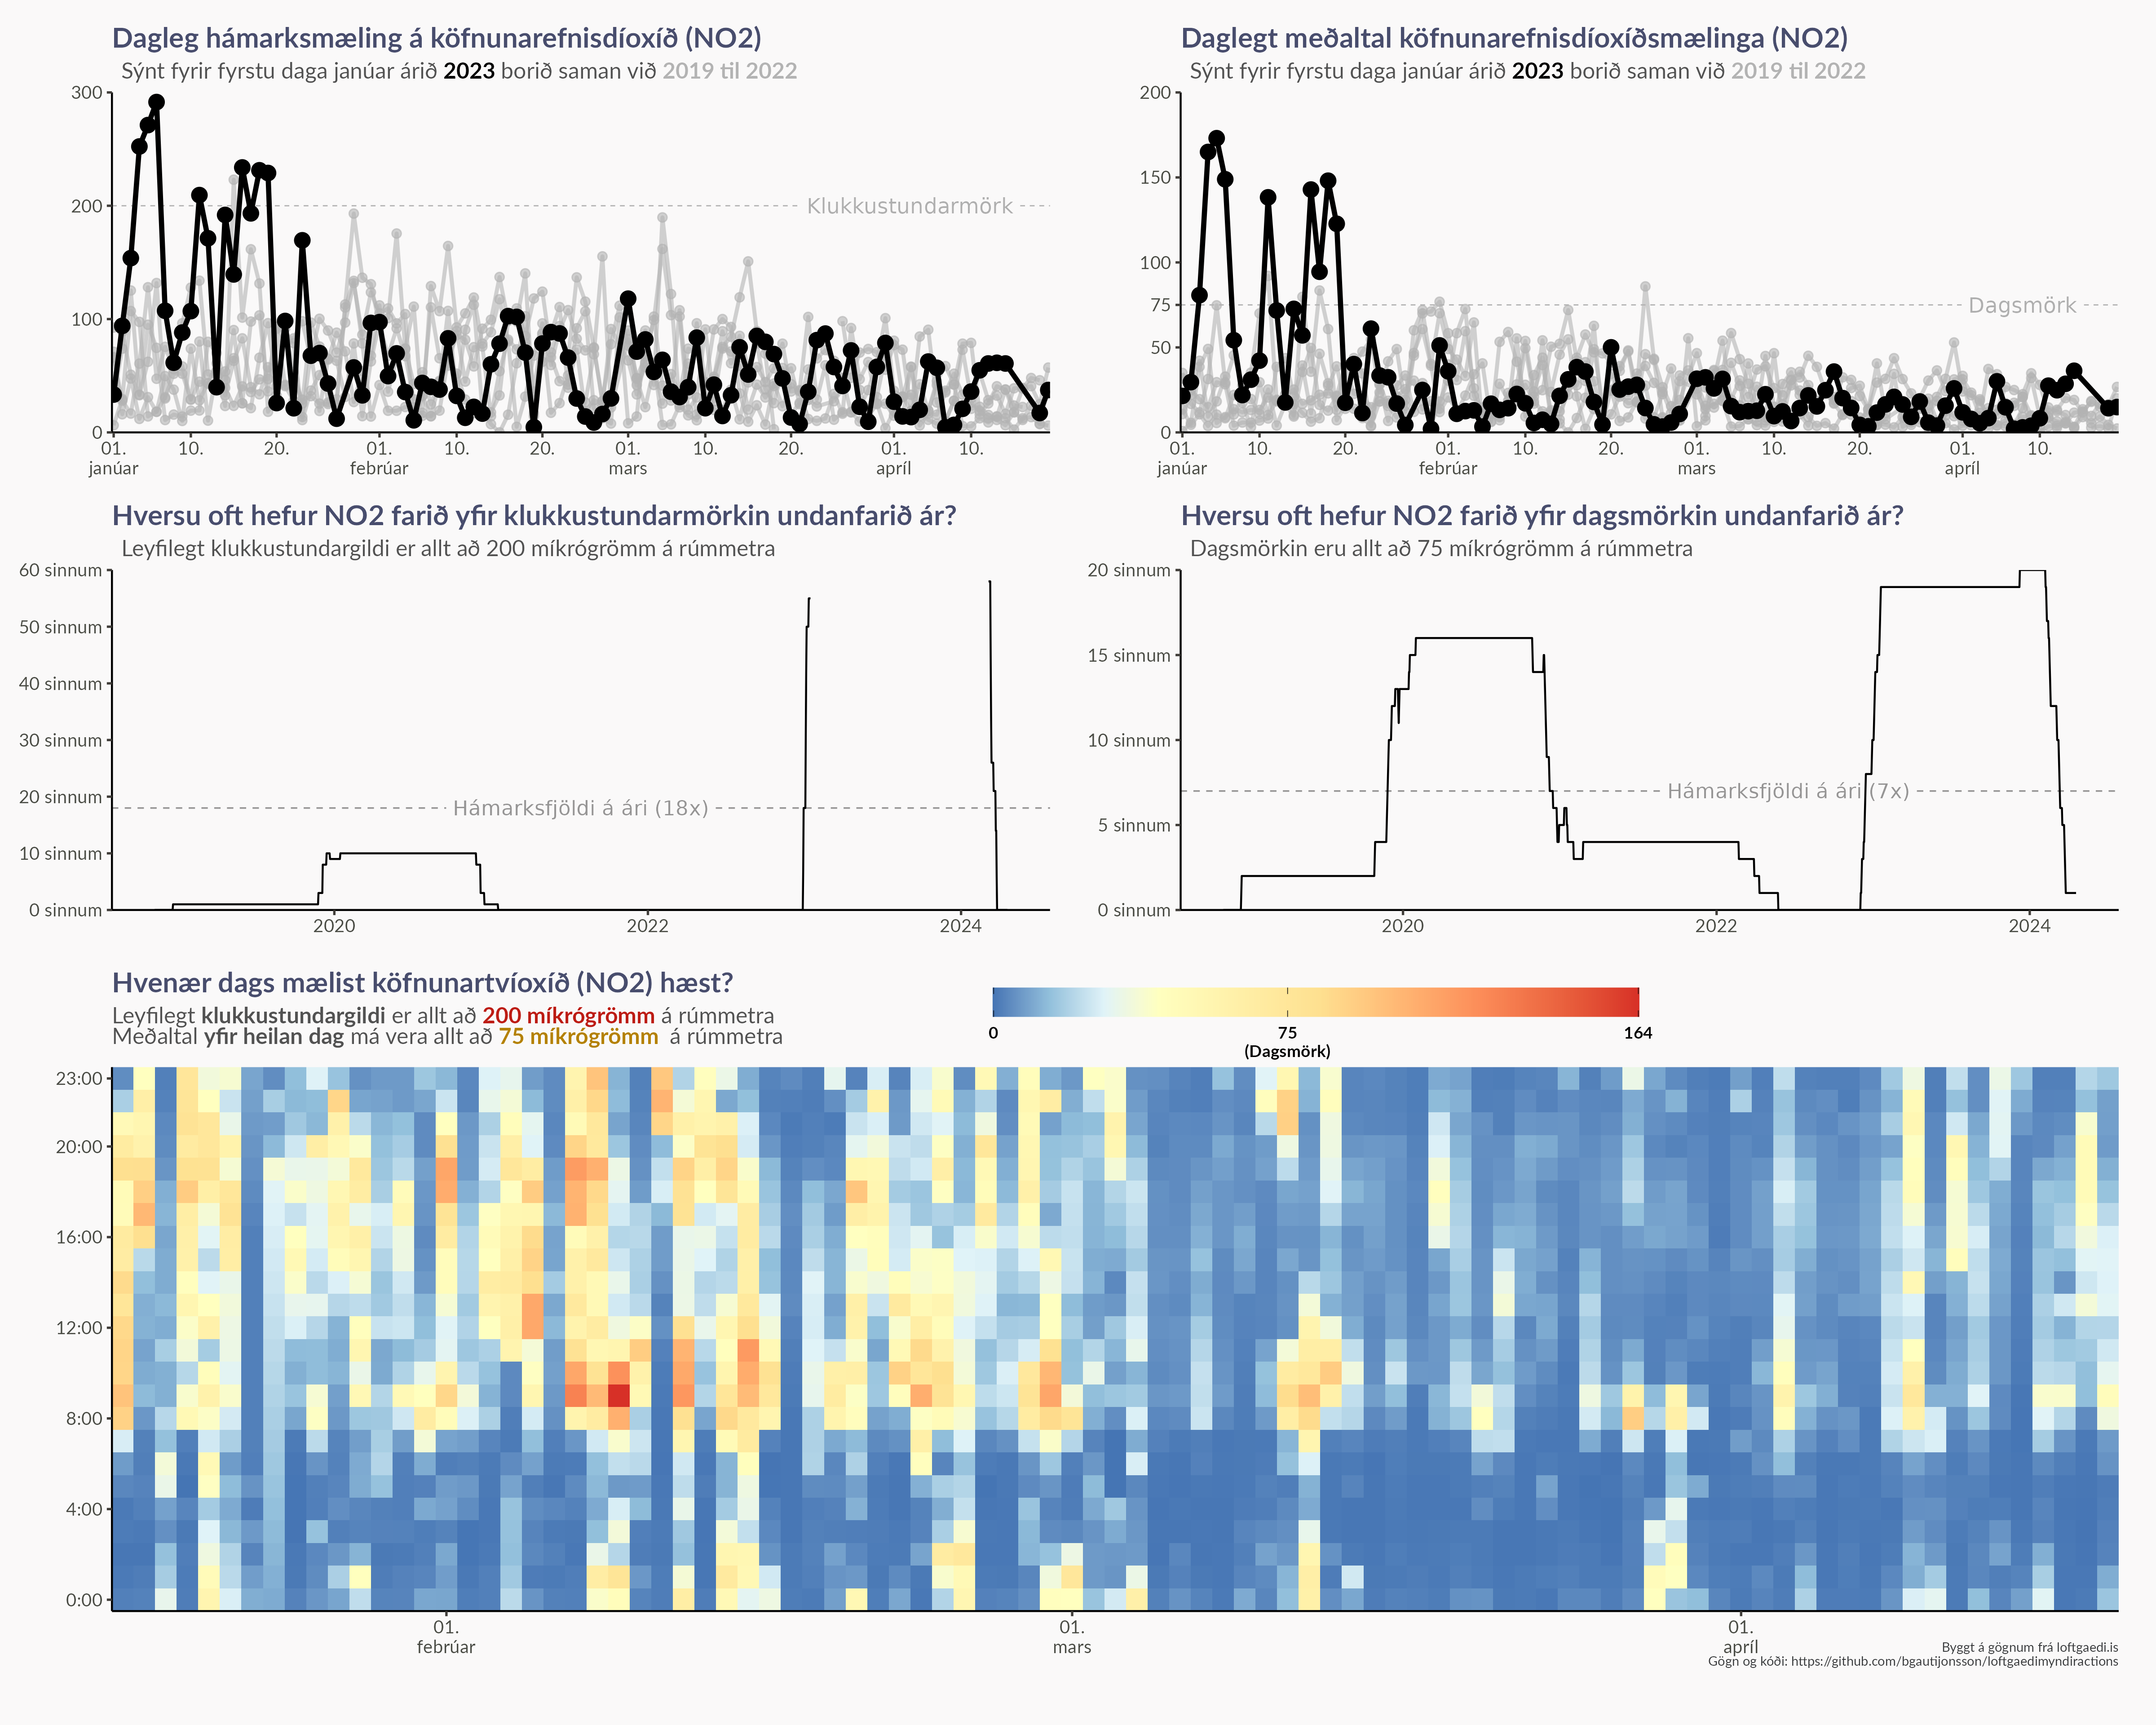 Dagleg hámarksmæling á köfnunarefnisdíoxíð (NO2)
Sýnt fyrir fyrstu daga janúar árið 2023 borið saman við 2019 til 2022
300
200
100
0
Klukkustundarmörk
01. 10. 20. 01. 10. 20. 01. 10. 20. 01. 10.
janúar febrúar mars apríl
Daglegt meðaltal köfnunarefnisdíoxíðsmælinga (NO2)
Sýnt fyrir fyrstu daga janúar árið 2023 borið saman við 2019 til 2022
200
150
100
75
50
0
Dagsmörk
01. 10. 20. 01. 10. 20. 01. 10. 20. 01. 10.
janúar febrúar mars apríl
Hversu oft hefur NO2 farið yfir klukkustundarmörkin undanfarið ár?
Leyfilegt klukkustundargildi er allt að 200 míkrógrömm á rúmmetra
60 sinnum
50 sinnum
40 sinnum
30 sinnum
20 sinnum
10 sinnum
0 sinnum
Hámarksfjöldi á ári (18x)
2020 2022 2024
Hversu oft hefur NO2 farið yfir dagsmörkin undanfarið ár?
Dagsmörkin eru allt að 75 míkrógrömm á rúmmetra
20 sinnum
15 sinnum
10 sinnum
5 sinnum
0 sinnum
Hámarksfjöldi á ári (7x)
2020 2022 2024
Hvenær dags mælist köfnunartvíoxíð (NO2) hæst?
Leyfilegt klukkustundargildi er allt að 200 míkrógrömm á rúmmetra
Meðaltal yfir heilan dag má vera allt að 75 míkrógrömm á rúmmetra
0 75 164
(Dagsmörk)
23:00
20:00
16:00
12:00
8:00
4:00
0:00
01. 01. 01.
febrúar mars apríl
Byggt á gögnum frá loftgaedi.is
Gögn og kóði: https://github.com/bgautijonsson/loftgaedimyndiractions